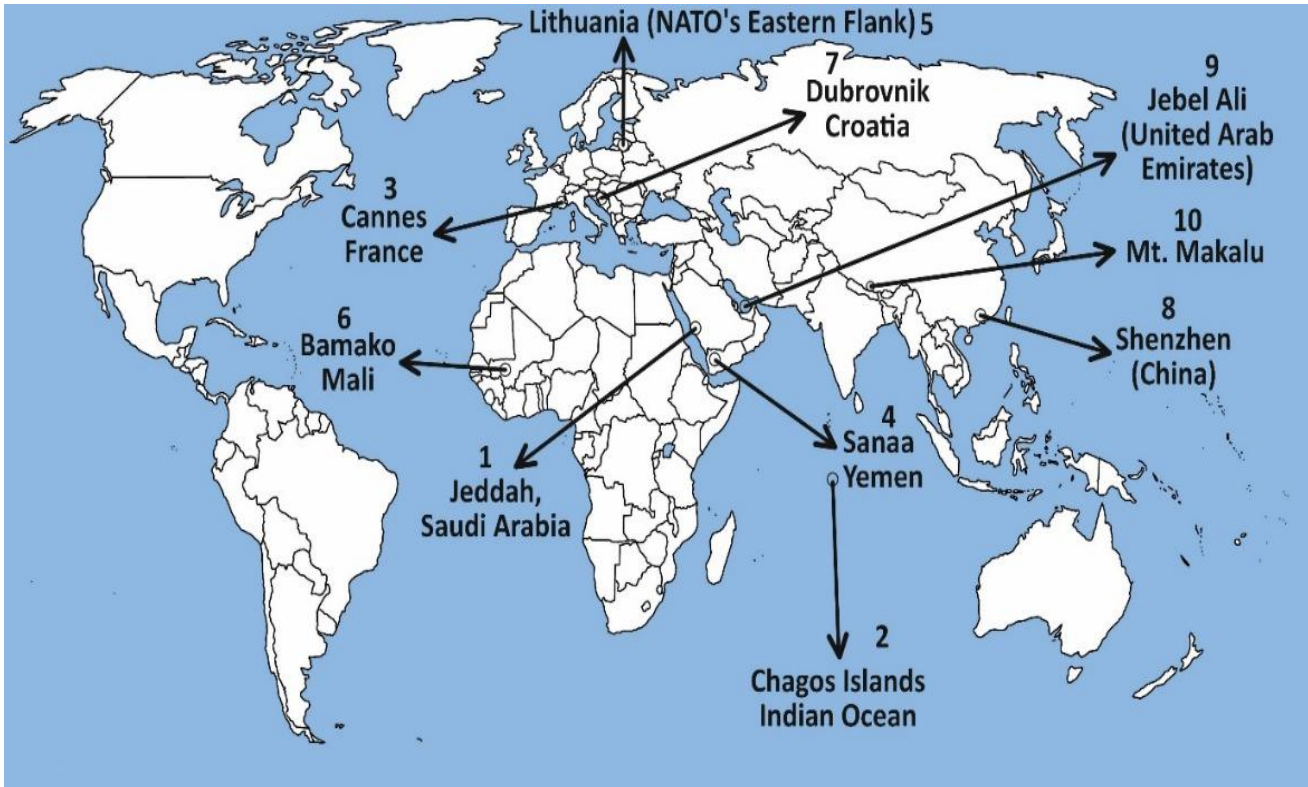 Lithuania (NATO's Eastern Flank) 5
7
Dubrovnik
Croatia
9
Jebel Ali
(United Arab
Emirates)
3
Cannes
France
10
Mt. Makalu
6
Bamako
Mali
8
Shenzhen
(China)
4
Sanaa
Yemen
1
Jeddah,
Saudi Arabia
2
Chagos Islands
Indian Ocean